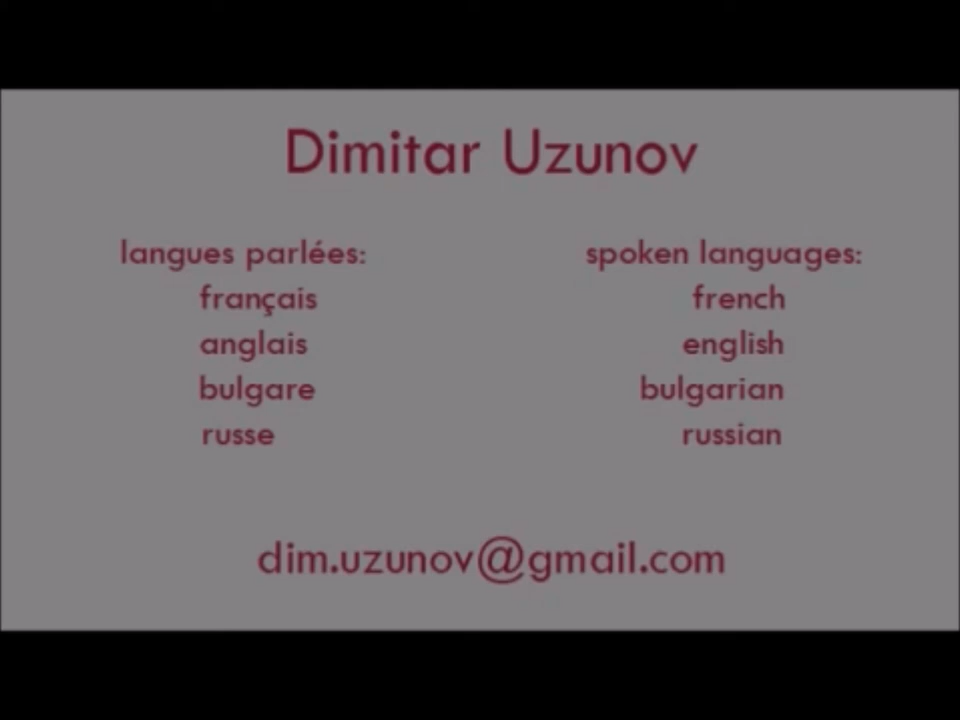 Dimitar Uzunov
langues parlées:
français
anglais
bulgare
russe
spoken languages:
french
english
bulgarian
russian
dim.uzunov@gmail.com